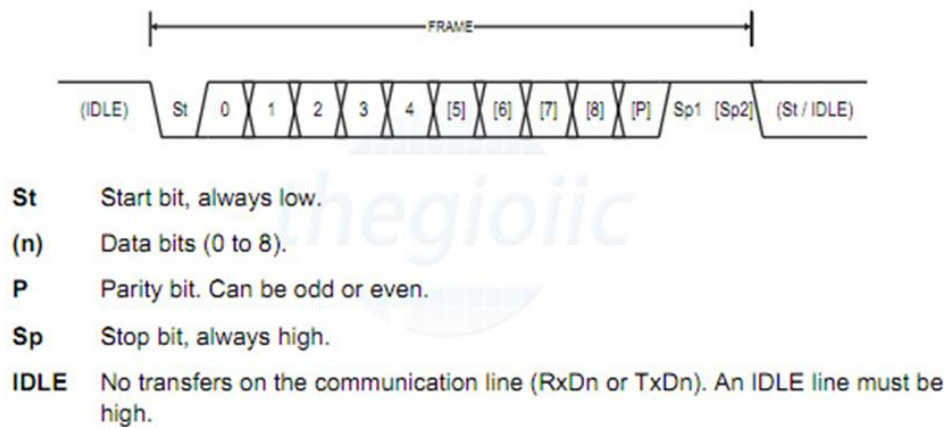 FRAME
(IDLE) St 0 1 2 3 4 [5] [6] [7] [8] [P] Sp1 [Sp2] (St / IDLE)
thegioiic
St Start bit, always low.
(n) Data bits (0 to 8).
P Parity bit. Can be odd or even.
Sp Stop bit, always high.
IDLE No transfers on the communication line (RxDn or TxDn). An IDLE line must be
high.